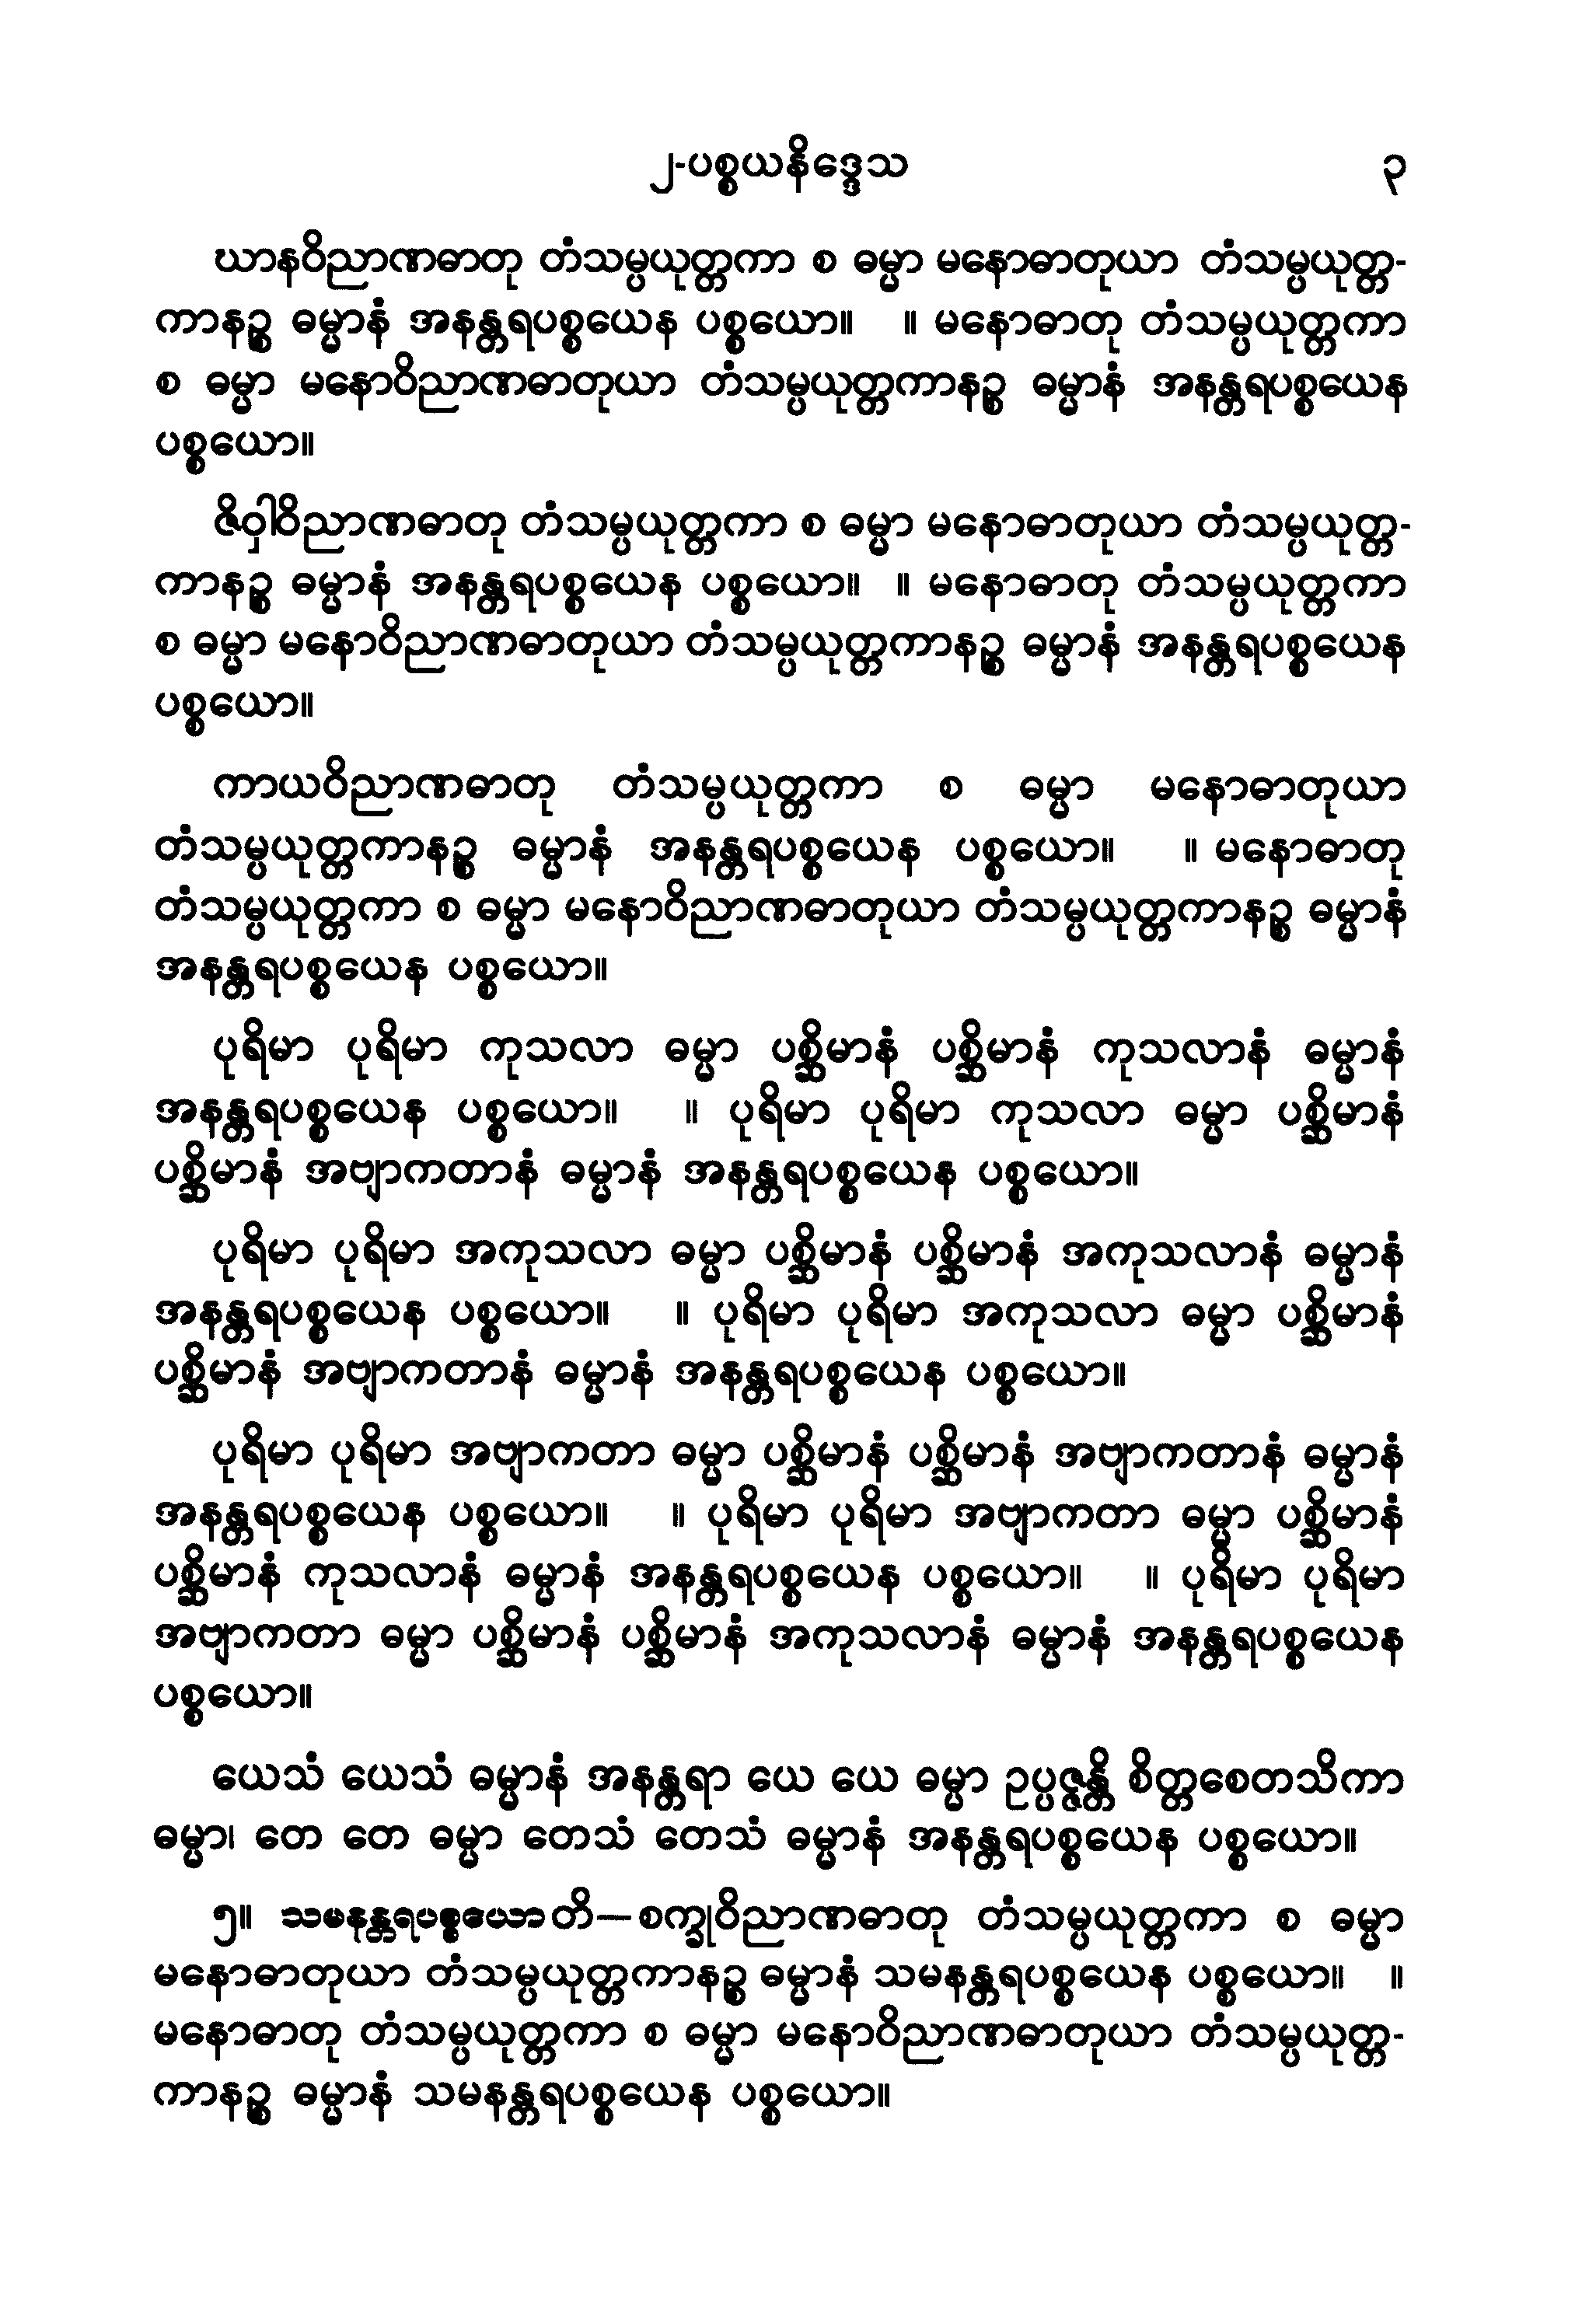 ၂-ပစ္စယနိဒ္ဒေသ ၃
ဃာနဝိညာဏဓာတု တံသမ္ပယုတ္တကာ စ ဓမ္မာ မနောဓာတုယာ တံသမ္ပယုတ္တ-
ကာနဉ္စ ဓမ္မာနံ အနန္တရပစ္စယေန ပစ္စယော။ ။ မနောဓာတု တံသမ္ပယုတ္တကာ
စ ဓမ္မာ မနောဝိညာဏဓာတုယာ တံသမ္ပယုတ္တကာနဉ္စ ဓမ္မာနံ အနန္တရပစ္စယေန
ပစ္စယော။
ဇိဝှါဝိညာဏဓာတု တံသမ္ပယုတ္တကာ စ ဓမ္မာ မနောဓာတုယာ တံသမ္ပယုတ္တ-
ကာနဉ္စ ဓမ္မာနံ အနန္တရပစ္စယေန ပစ္စယော။ ။ မနောဓာတု တံသမ္ပယုတ္တကာ
စ ဓမ္မာ မနောဝိညာဏဓာတုယာ တံသမ္ပယုတ္တကာနဉ္စ ဓမ္မာနံ အနန္တရပစ္စယေန
ပစ္စယော။
ကာယဝိညာဏဓာတု တံသမ္ပယုတ္တကာ စ ဓမ္မာ မနောဓာတုယာ
တံသမ္ပယုတ္တကာနဉ္စ ဓမ္မာနံ အနန္တရပစ္စယေန ပစ္စယော။ ။ မနောဓာတု
တံသမ္ပယုတ္တကာ စ ဓမ္မာ မနောဝိညာဏဓာတုယာ တံသမ္ပယုတ္တကာနဉ္စ ဓမ္မာနံ
အနန္တရပစ္စယေန ပစ္စယော။
ပုရိမာ ပုရိမာ ကုသလာ ဓမ္မာ ပစ္ဆိမာနံ ပစ္ဆိမာနံ ကုသလာနံ ဓမ္မာနံ
အနန္တရပစ္စယေန ပစ္စယော။ ။ ပုရိမာ ပုရိမာ ကုသလာ ဓမ္မာ ပစ္ဆိမာနံ
ပစ္ဆိမာနံ အဗျာကတာနံ ဓမ္မာနံ အနန္တရပစ္စယေန ပစ္စယော။
ပုရိမာ ပုရိမာ အကုသလာ ဓမ္မာ ပစ္ဆိမာနံ ပစ္ဆိမာနံ အကုသလာနံ ဓမ္မာနံ
အနန္တရပစ္စယေန ပစ္စယော။ ။ ပုရိမာ ပုရိမာ အကုသလာ ဓမ္မာ ပစ္ဆိမာနံ
ပစ္ဆိမာနံ အဗျာကတာနံ ဓမ္မာနံ အနန္တရပစ္စယေန ပစ္စယော။
ပုရိမာ ပုရိမာ အဗျာကတာ ဓမ္မာ ပစ္ဆိမာနံ ပစ္ဆိမာနံ အဗျာကတာနံ ဓမ္မာနံ
အနန္တရပစ္စယေန ပစ္စယော။ ။ ပုရိမာ ပုရိမာ အဗျာကတာ ဓမ္မာ ပစ္ဆိမာနံ
ပစ္ဆိမာနံ ကုသလာနံ ဓမ္မာနံ အနန္တရပစ္စယေန ပစ္စယော။ ။ ပုရိမာ ပုရိမာ
အဗျာကတာ ဓမ္မာ ပစ္ဆိမာနံ ပစ္ဆိမာနံ အကုသလာနံ ဓမ္မာနံ အနန္တရပစ္စယေန
ပစ္စယော။
ယေသံ ယေသံ ဓမ္မာနံ အနန္တရာ ယေ ယေ ဓမ္မာ ဥပ္ပဇ္ဇန္တိ စိတ္တစေတသိကာ
ဓမ္မာ၊ တေ တေ ဓမ္မာ တေသံ တေသံ ဓမ္မာနံ အနန္တရပစ္စယေန ပစ္စယော။
၅။ သမနန္တရပစ္စယောတိ—စက္ခုဝိညာဏဓာတု တံသမ္ပယုတ္တကာ စ ဓမ္မာ
မနောဓာတုယာ တံသမ္ပယုတ္တကာနဉ္စ ဓမ္မာနံ သမနန္တရပစ္စယေန ပစ္စယော။ ။
မနောဓာတု တံသမ္ပယုတ္တကာ စ ဓမ္မာ မနောဝိညာဏဓာတုယာ တံသမ္ပယုတ္တ-
ကာနဉ္စ ဓမ္မာနံ သမနန္တရပစ္စယေန ပစ္စယော။